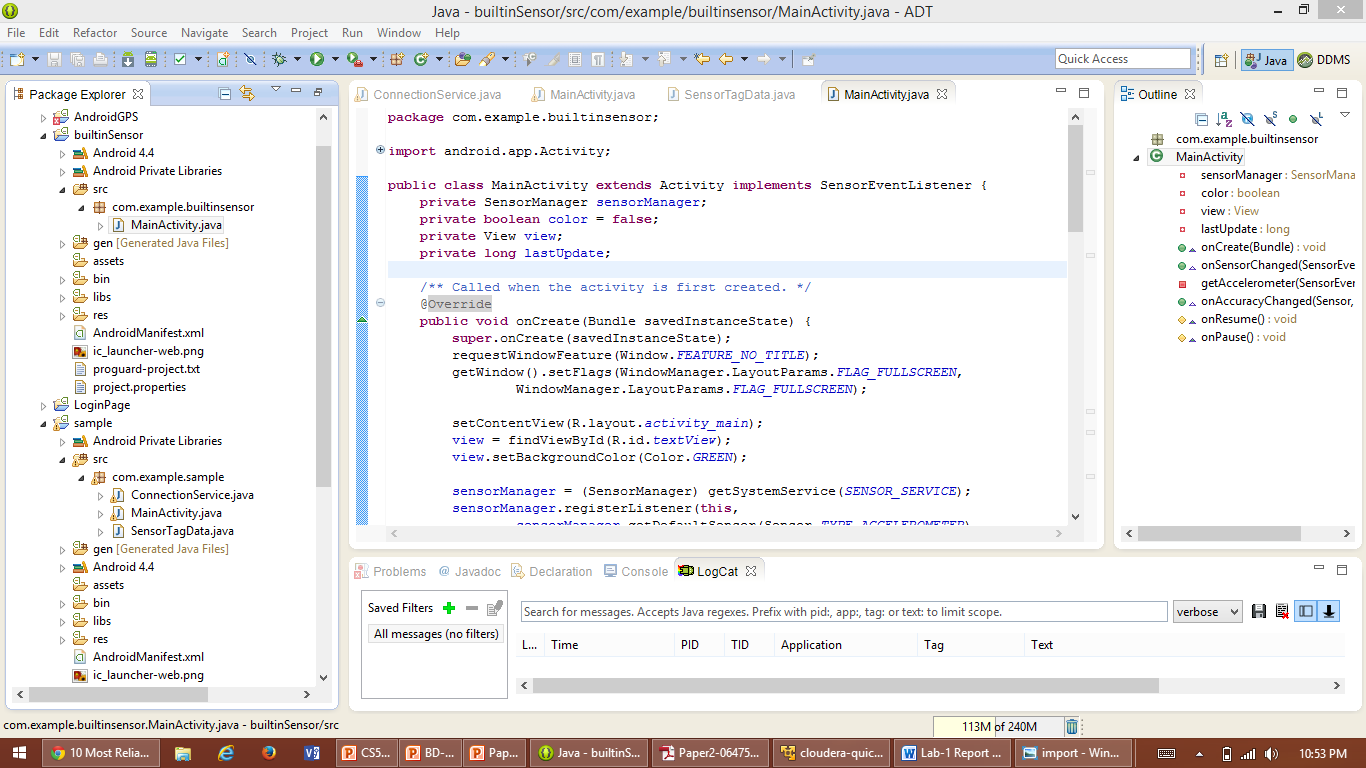 Java - builtinSensor/src/com/example/builtinsensor/MainActivity.java - ADT
File Edit Refactor Source Navigate Search Project Run Window Help
Quick Access
Java
DDMS
Package Explorer
AndroidGPS
builtinSensor
Android 4.4
Android Private Libraries
src
com.example.builtinsensor
MainActivity.java
gen [Generated Java Files]
assets
bin
libs
res
AndroidManifest.xml
ic_launcher-web.png
proguard-project.txt
project.properties
LoginPage
sample
Android Private Libraries
src
com.example.sample
ConnectionService.java
MainActivity.java
SensorTagData.java
gen [Generated Java Files]
Android 4.4
assets
bin
libs
res
AndroidManifest.xml
ic_launcher-web.png
ConnectionService.java MainActivity.java SensorTagData.java MainActivity.java
package com.example.builtinsensor;
import android.app.Activity;
public class MainActivity extends Activity implements SensorEventListener {
private SensorManager sensorManager;
private boolean color = false;
private View view;
private long lastUpdate;
/** Called when the activity is first created. */
@Override
public void onCreate(Bundle savedInstanceState) {
super.onCreate(savedInstanceState);
requestWindowFeature(Window.FEATURE_NO_TITLE);
getWindow().setFlags(WindowManager.LayoutParams.FLAG_FULLSCREEN,
WindowManager.LayoutParams.FLAG_FULLSCREEN);
setContentView(R.layout.activity_main);
view = findViewById(R.id.textView);
view.setBackgroundColor(Color.GREEN);
sensorManager = (SensorManager) getSystemService(SENSOR_SERVICE);
sensorManager.registerListener(this,
sensorManager.getDefaultSensor(Sensor.TYPE_ACCELEROMETER)
Outline
com.example.builtinsensor
MainActivity
sensorManager : SensorMana
color : boolean
view : View
lastUpdate : long
onCreate(Bundle) : void
onSensorChanged(SensorEve
getAccelerometer(SensorEver
onAccuracyChanged(Sensor,
onResume() : void
onPause() : void
Problems @ Javadoc Declaration Console LogCat
Saved Filters
All messages (no filters)
Search for messages. Accepts Java regexes. Prefix with pid:, app:, tag: or text: to limit scope.
verbose
L... Time PID TID Application Tag Text
com.example.builtinsensor.MainActivity.java - builtinSensor/src
113M of 240M
10 Most Relia... CS5... BD-... Pap... Java - builtinS... Paper2-06475... cloudera-quic... Lab-1 Report ... import - Win... 10:53 PM